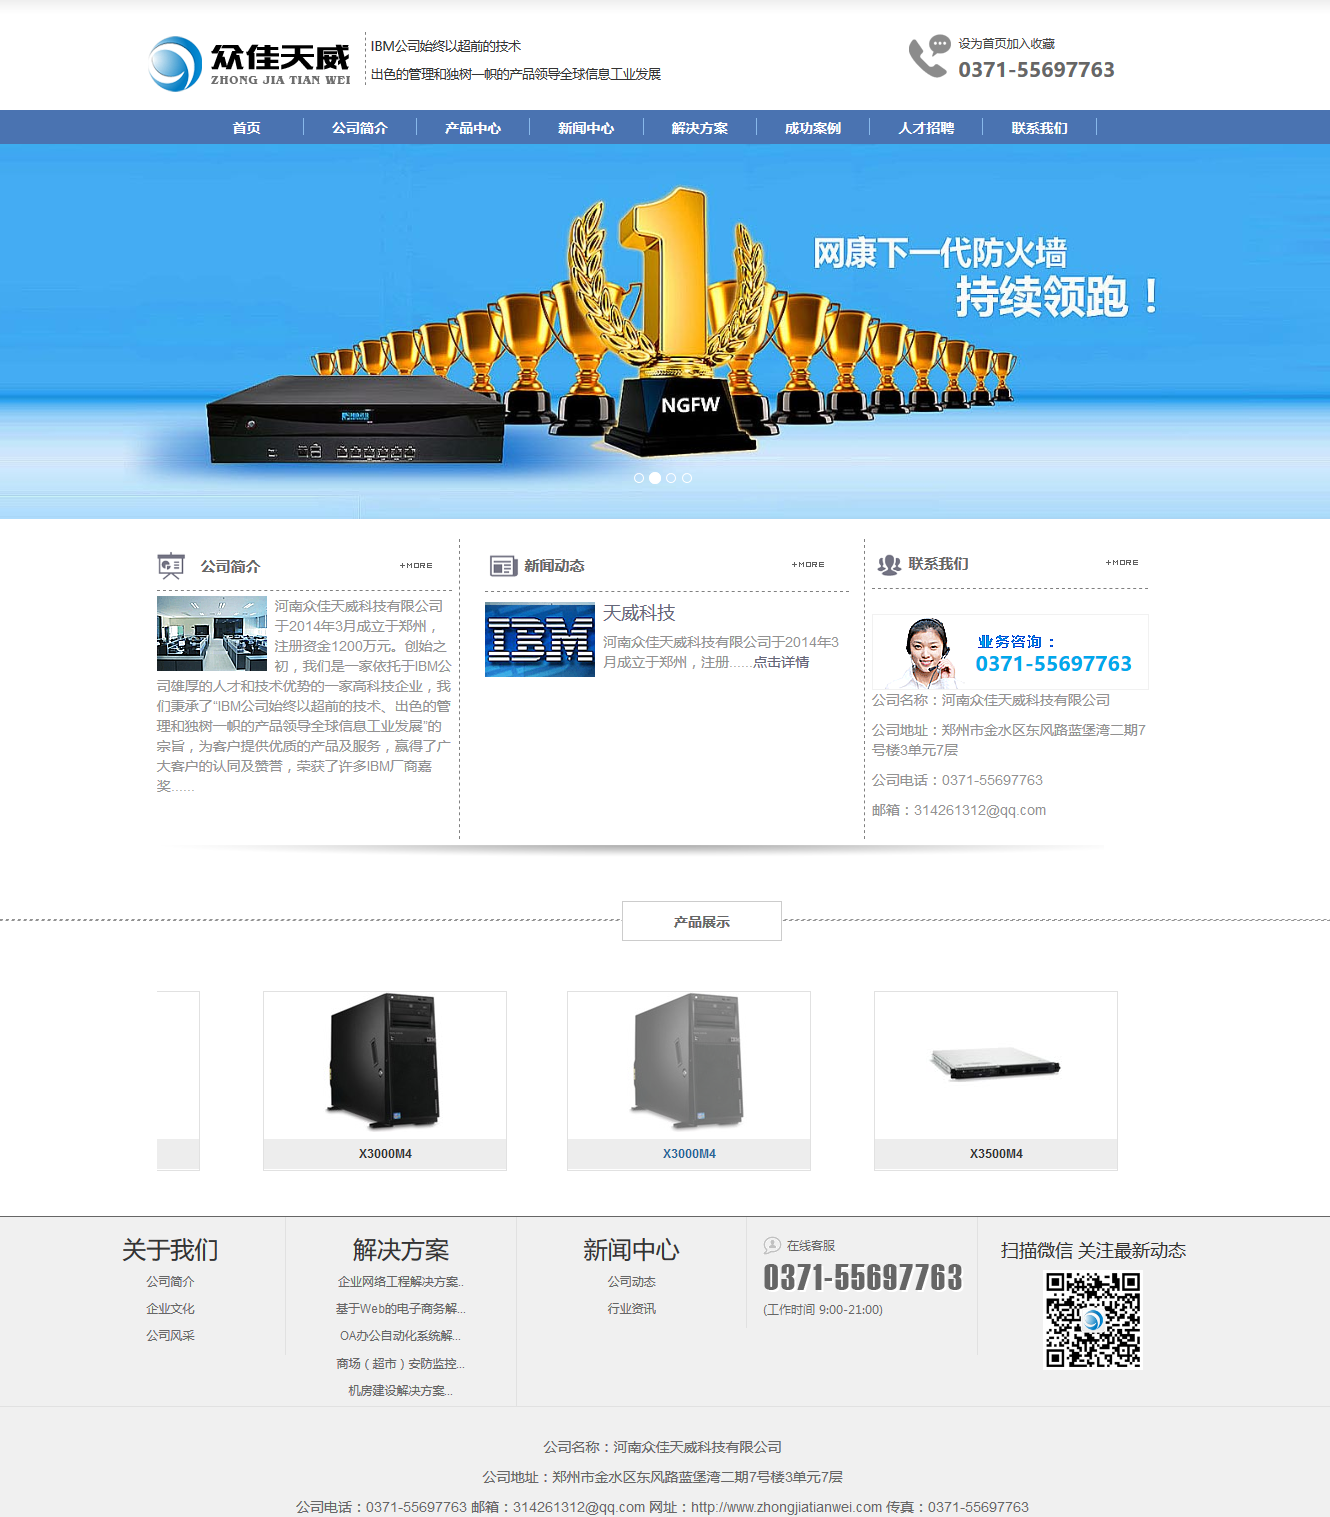 众佳天威
ZHONG JIA TIAN WEI
IBM公司始终以超前的技术
出色的管理和独树一帜的产品领导全球信息工业发展
设为首页加入收藏
0371-55697763
首页 公司简介 产品中心 新闻中心 解决方案 成功案例 人才招聘 联系我们
网康下一代防火墙
持续领跑！
1
NGFW
公司简介 +MORE
河南众佳天威科技有限公司
于2014年3月成立于郑州，
注册资金1200万元。创始之
初，我们是一家依托于IBM公
司雄厚的人才和技术优势的一家高科技企业，我
们秉承了“IBM公司始终以超前的技术、出色的管
理和独树一帜的产品领导全球信息工业发展”的
宗旨，为客户提供优质的产品及服务，赢得了广
大客户的认同及赞誉，荣获了许多IBM厂商嘉
奖......
新闻动态 +MORE
IBM
天威科技
河南众佳天威科技有限公司于2014年3
月成立于郑州，注册......点击详情
联系我们 +MORE
业务咨询：
0371-55697763
公司名称：河南众佳天威科技有限公司
公司地址：郑州市金水区东风路蓝堡湾二期7
号楼3单元7层
公司电话：0371-55697763
邮箱：314261312@qq.com
产品展示
X3000M4
X3000M4
X3500M4
关于我们
公司简介
企业文化
公司风采
解决方案
企业网络工程解决方案..
基于Web的电子商务解...
OA办公自动化系统解...
商场（超市）安防监控...
机房建设解决方案...
新闻中心
公司动态
行业资讯
在线客服
0371-55697763
(工作时间 9:00-21:00)
扫描微信 关注最新动态
公司名称：河南众佳天威科技有限公司
公司地址：郑州市金水区东风路蓝堡湾二期7号楼3单元7层
公司电话：0371-55697763 邮箱：314261312@qq.com 网址：http://www.zhongjiatianwei.com 传真：0371-55697763